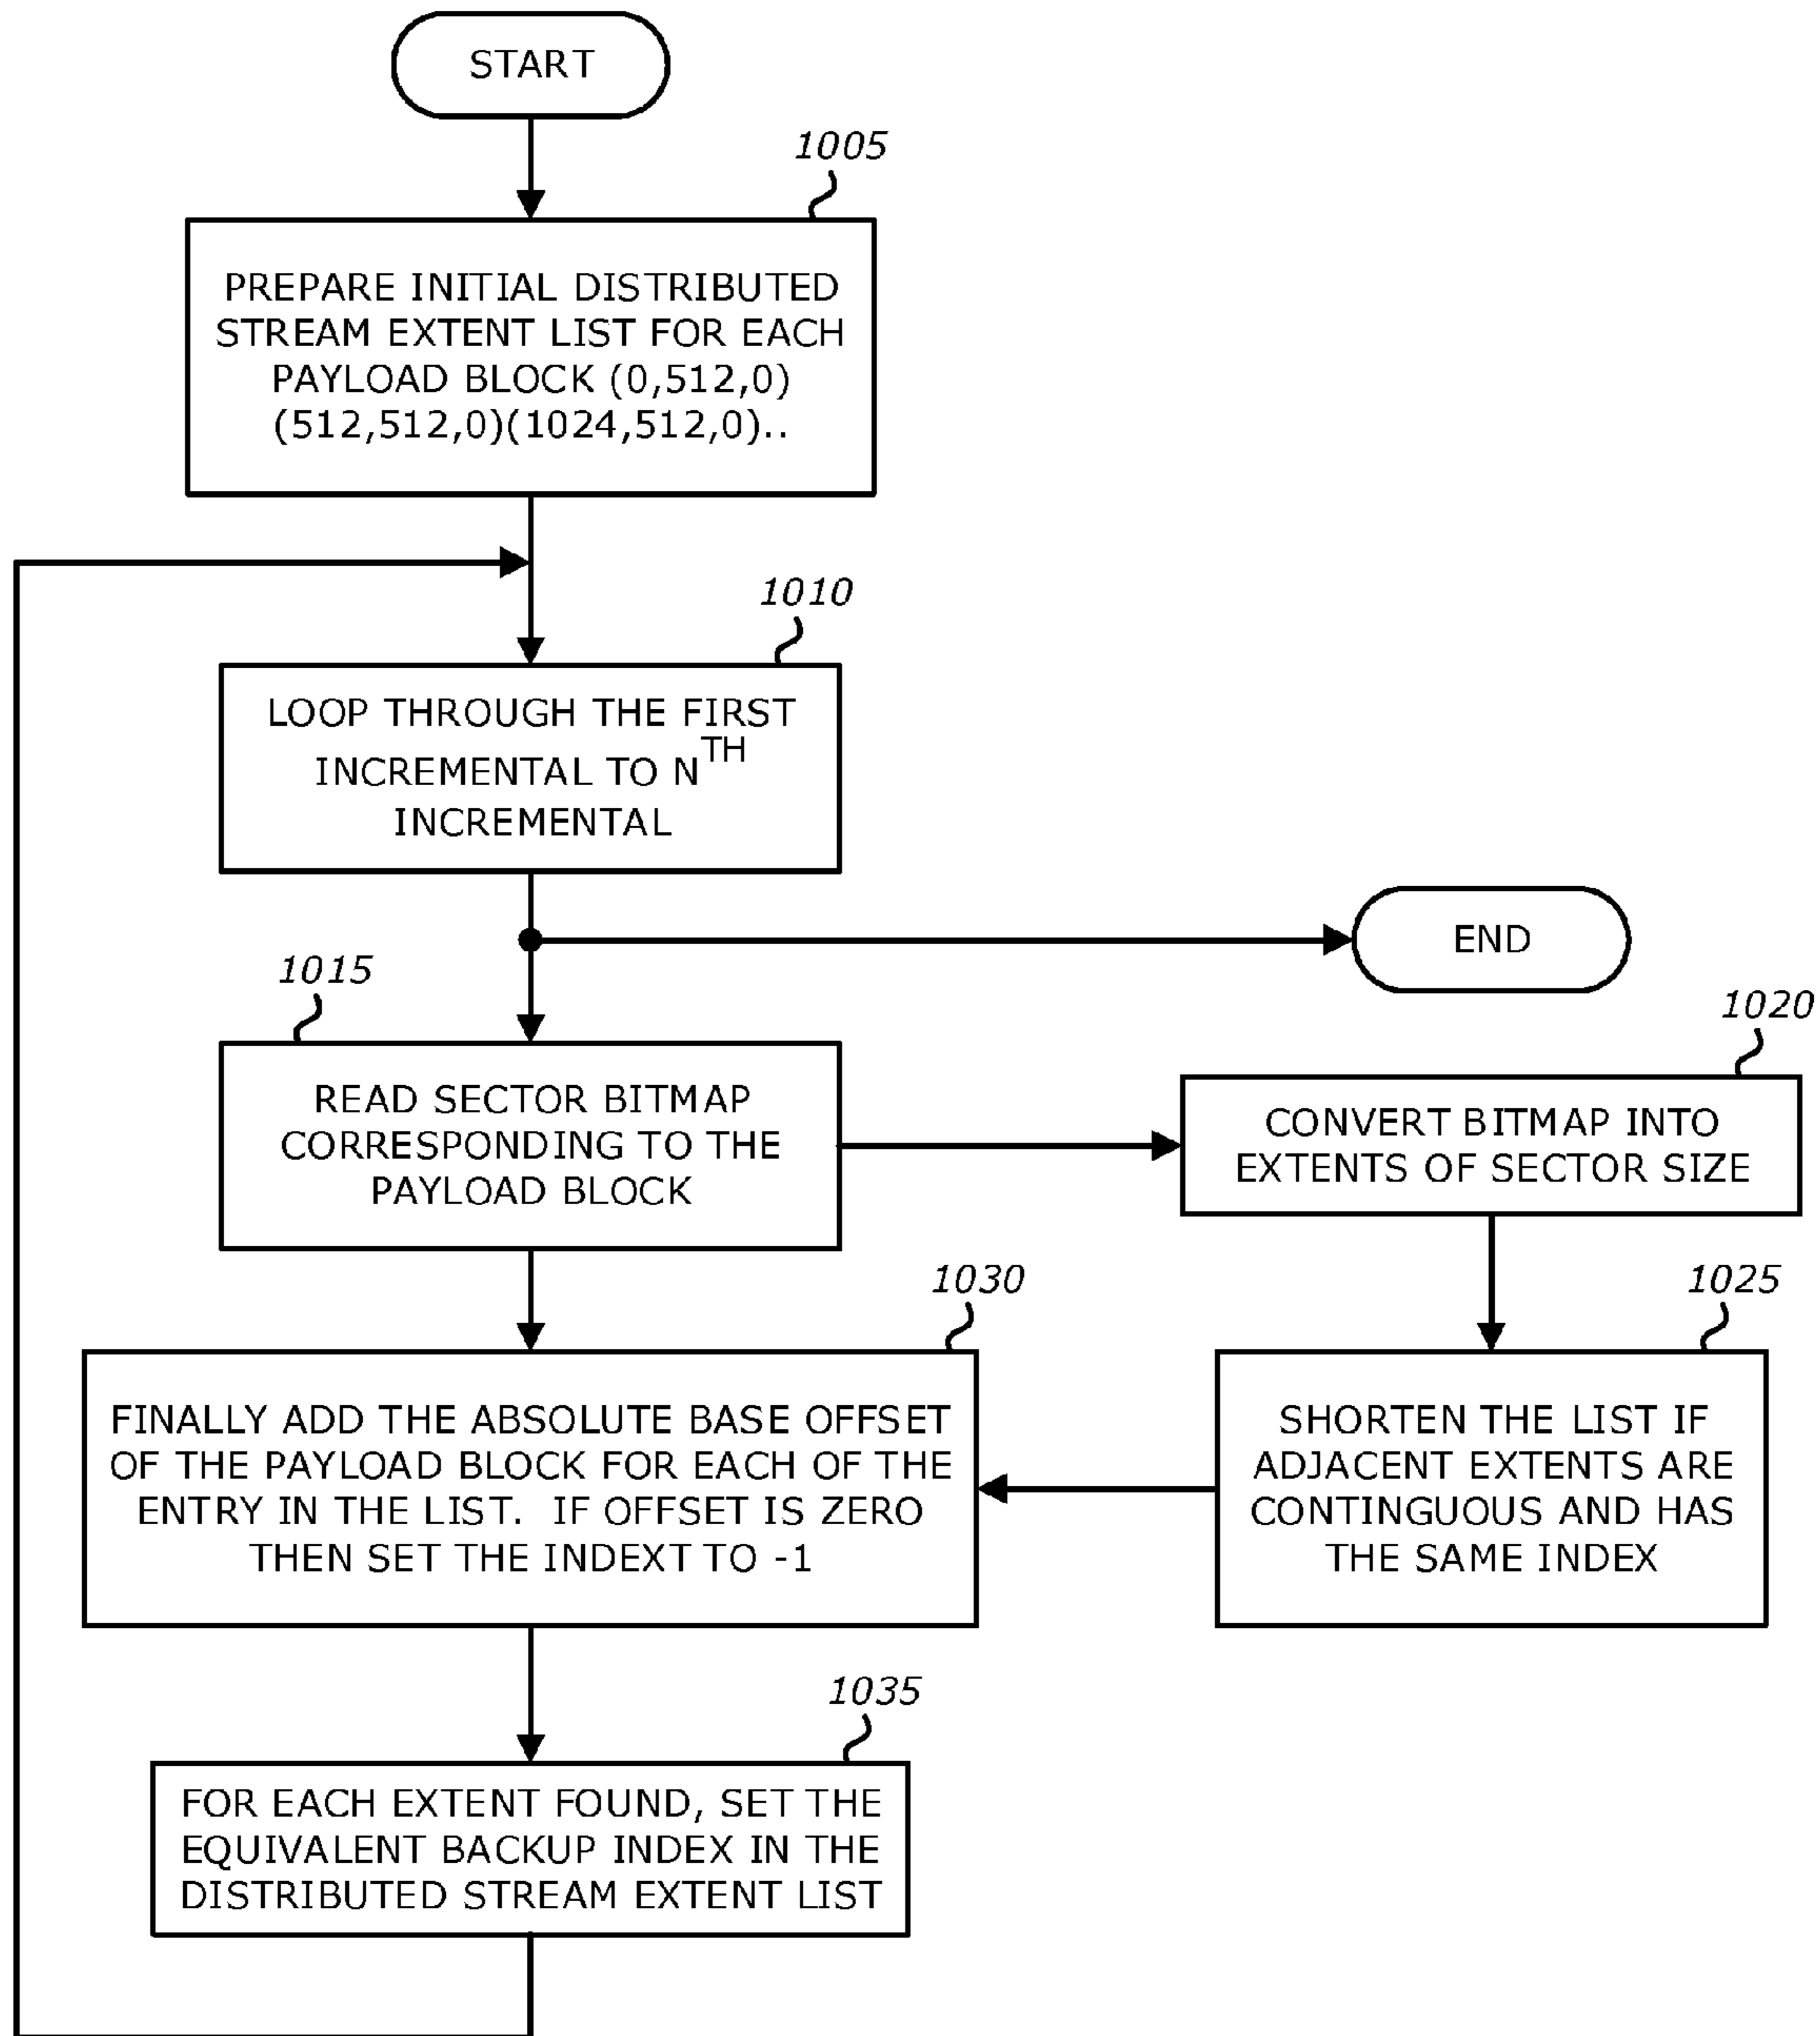 START
1005
PREPARE INITIAL DISTRIBUTED
STREAM EXTENT LIST FOR EACH
PAYLOAD BLOCK (0,512,0)
(512,512,0)(1024,512,0)..
1010
LOOP THROUGH THE FIRST
INCREMENTAL TO N^TH
INCREMENTAL
END
1015
READ SECTOR BITMAP
CORRESPONDING TO THE
PAYLOAD BLOCK
1020
CONVERT BITMAP INTO
EXTENTS OF SECTOR SIZE
1025
SHORTEN THE LIST IF
ADJACENT EXTENTS ARE
CONTINGUOUS AND HAS
THE SAME INDEX
1030
FINALLY ADD THE ABSOLUTE BASE OFFSET
OF THE PAYLOAD BLOCK FOR EACH OF THE
ENTRY IN THE LIST. IF OFFSET IS ZERO
THEN SET THE INDEXT TO -1
1035
FOR EACH EXTENT FOUND, SET THE
EQUIVALENT BACKUP INDEX IN THE
DISTRIBUTED STREAM EXTENT LIST